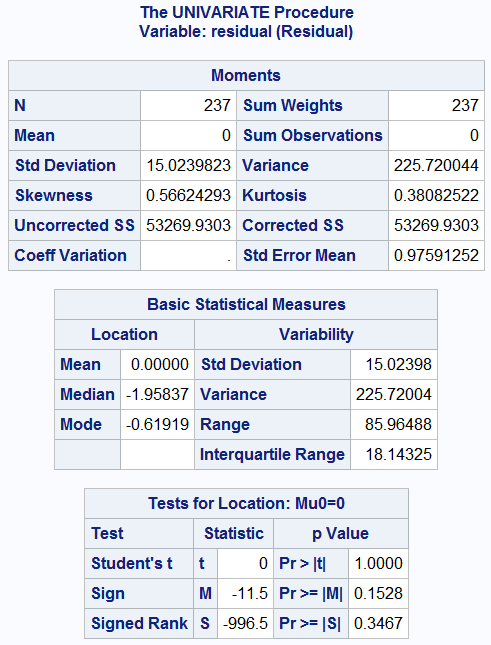 The UNIVARIATE Procedure
Variable: residual (Residual)
Moments
N 237 Sum Weights 237
Mean 0 Sum Observations 0
Std Deviation 15.0239823 Variance 225.720044
Skewness 0.56624293 Kurtosis 0.38082522
Uncorrected SS 53269.9303 Corrected SS 53269.9303
Coeff Variation . Std Error Mean 0.97591252
Basic Statistical Measures
Location Variability
Mean 0.00000 Std Deviation 15.02398
Median -1.95837 Variance 225.72004
Mode -0.61919 Range 85.96488
Interquartile Range 18.14325
Tests for Location: Mu0=0
Test Statistic p Value
Student's t t 0 Pr > |t| 1.0000
Sign M -11.5 Pr >= |M| 0.1528
Signed Rank S -996.5 Pr >= |S| 0.3467